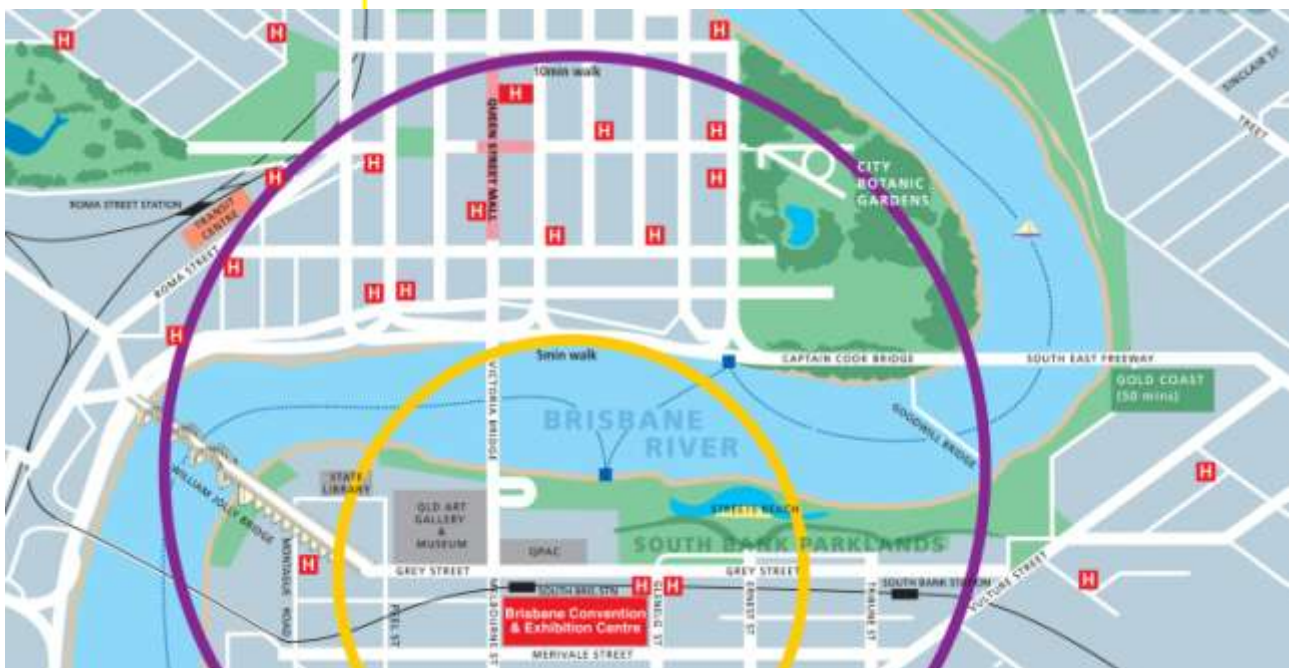 H
H
H
10min walk
QUEEN STREET MALL
H
H
H
H
H
H
CITY
BOTANIC
GARDENS
SINCLAIR ST
ROMA STREET STATION
TRANSIT
CENTRE
H
H
H
ROMA STREET
H
H
H
H
5min walk
VICTORIA BRIDGE
CAPTAIN COOK BRIDGE
SOUTH EAST FREEWAY
GOLD COAST
(50 mins)
GOODWILL BRIDGE
BRISBANE
RIVER
WILLIAM JOLLY BRIDGE
STATE
LIBRARY
QLD ART
GALLERY
&
MUSEUM
QPAC
STREETS BEACH
SOUTH BANK PARKLANDS
H
H
MONTAGUE ROAD
GREY STREET
GREY STREET
SOUTH BANK STATION
VULTURE STREET
H
PEEL ST
MELBOURNE ST
SOUTH BRIS STN
H
H
GLENELG ST
ERNEST ST
TRIBUNE ST
Brisbane Convention
& Exhibition Centre
MERIVALE STREET